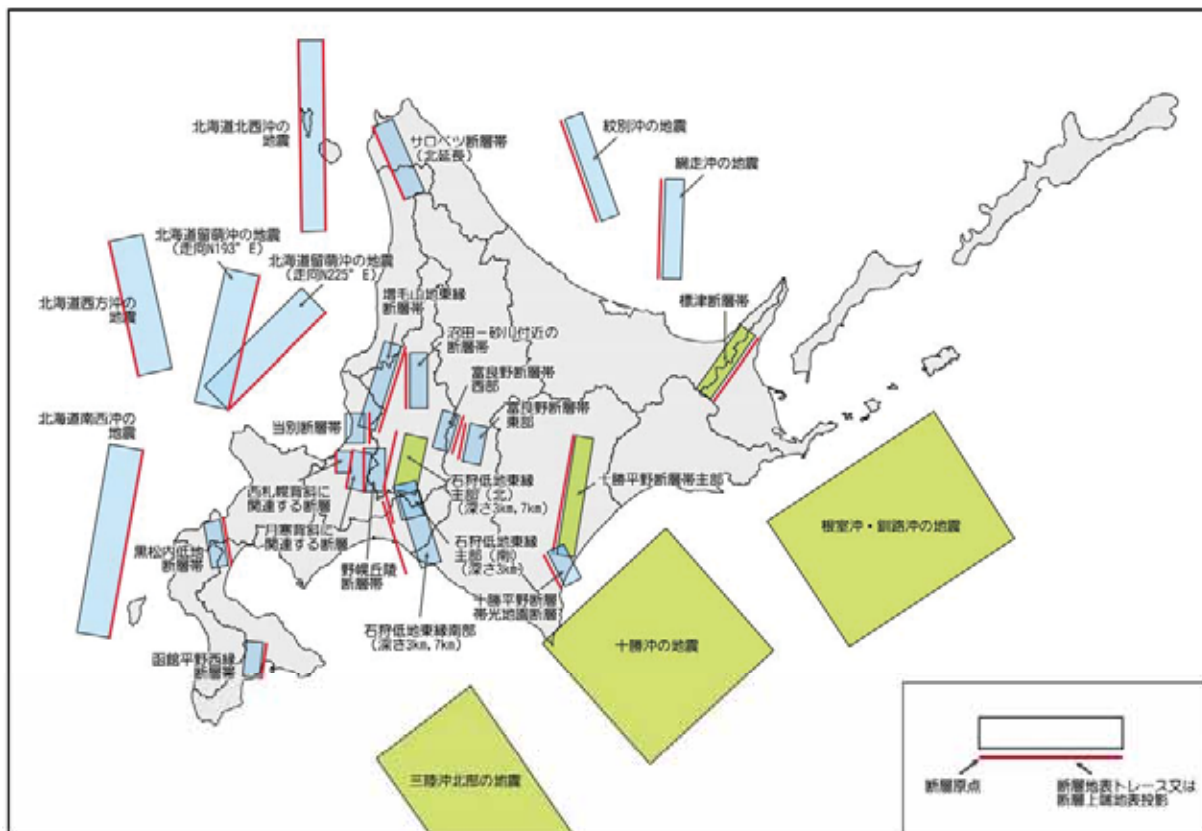 北海道北西沖の
地震
サロベツ断層帯
(北延長)
紋別沖の地震
網走沖の地震
北海道留萌沖の地震
(走向N193°E)
北海道留萌沖の地震
(走向N225°E)
北海道西方沖の
地震
増毛山地東縁
断層帯
沼田-砂川付近の
断層帯
標津断層帯
富良野断層帯
西部
富良野断層帯
東部
北海道南西沖の
地震
当別断層帯
石狩低地東縁
主部(北)
(深さ3km,7km)
十勝平野断層帯主部
西札幌背斜に
関連する断層
月寒背斜に
関連する断層
黒松内低地
断層帯
野幌丘陵
断層帯
石狩低地東縁
主部(南)
(深さ3km)
十勝平野断層
帯光地園断層
石狩低地東縁南部
(深さ3km,7km)
根室沖・釧路沖の地震
十勝沖の地震
函館平野西縁
断層帯
三陸沖北部の地震
断層原点
断層地表トレース又は
断層上端地表投影